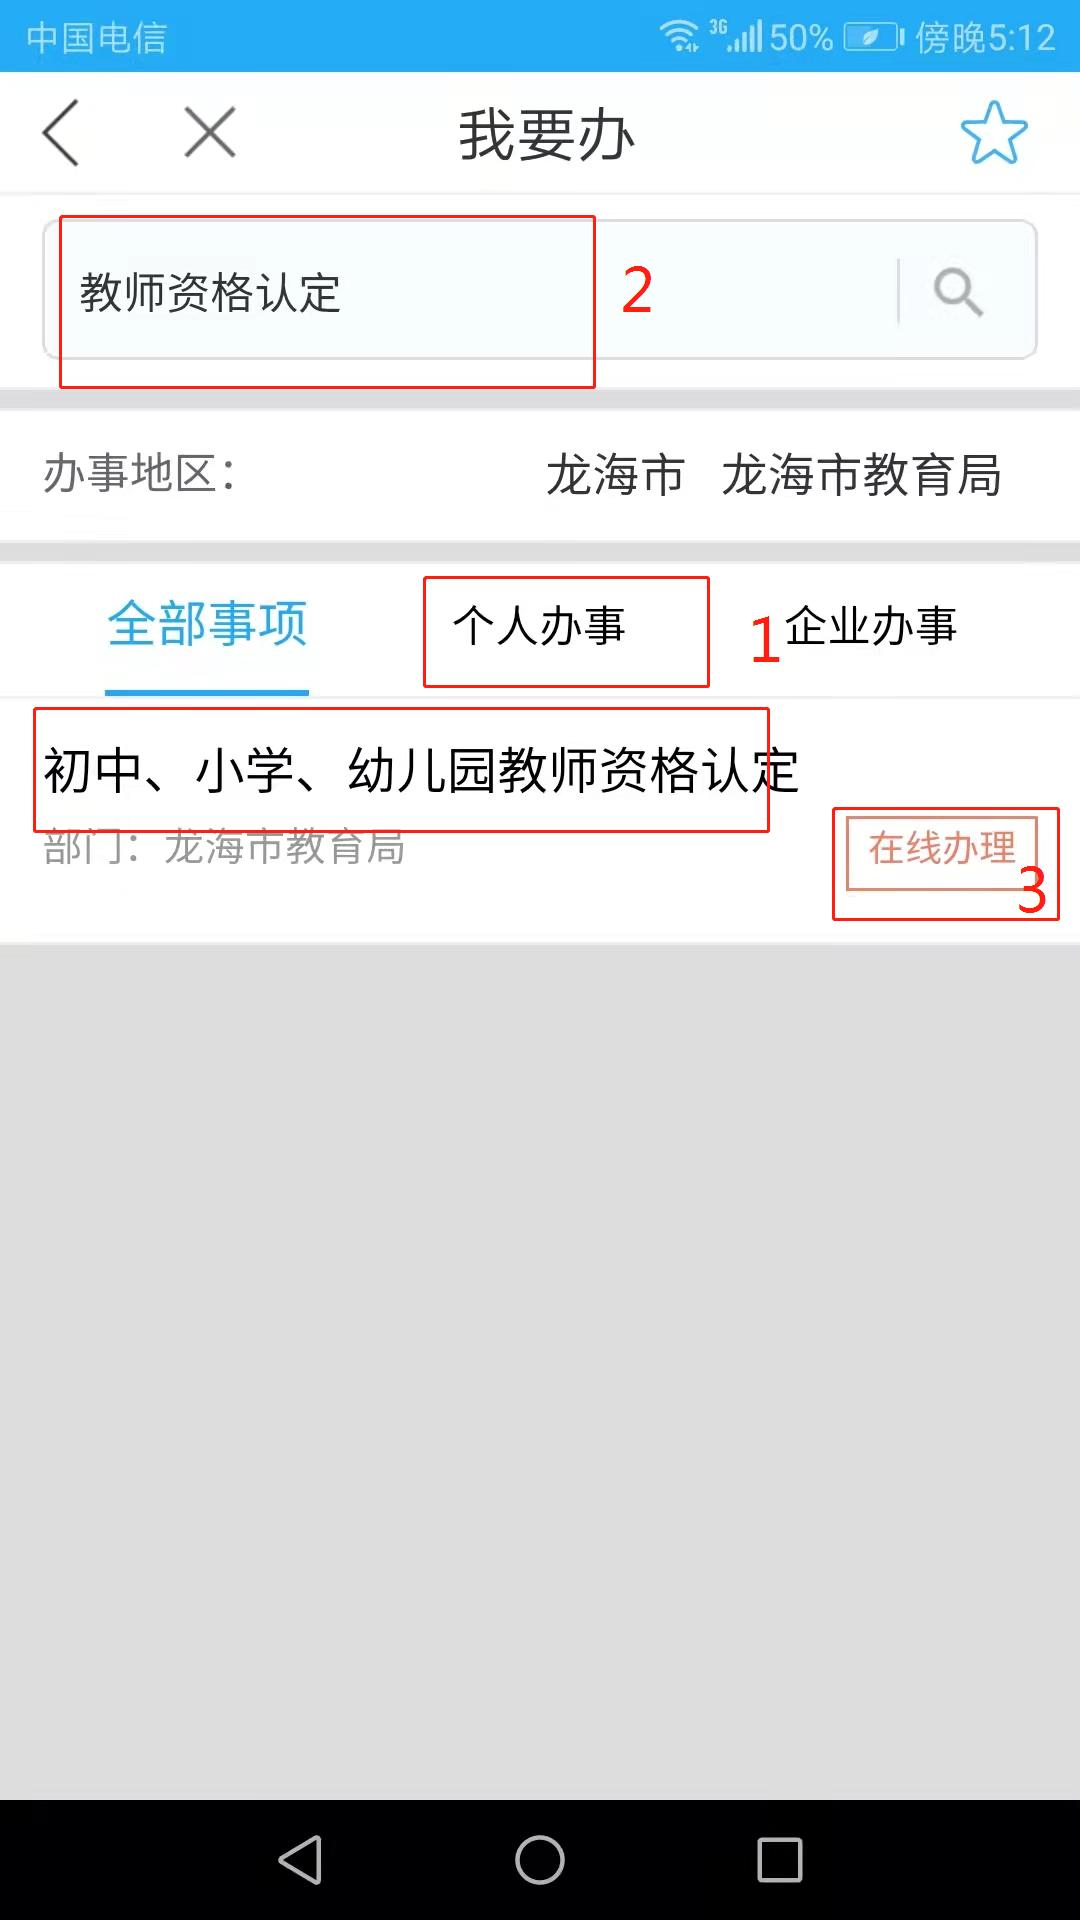 中国电信 3G 50% 傍晚5:12
我要办
教师资格认定 2
办事地区： 龙海市 龙海市教育局
全部事项 个人办事 1 企业办事
初中、小学、幼儿园教师资格认定
部门：龙海市教育局 在线办理
3